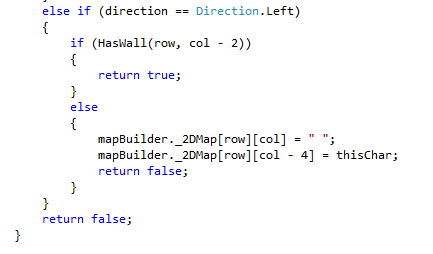 else if (direction == Direction.Left)
{
if (HasWall(row, col - 2))
{
return true;
}
else
{
mapBuilder._2DMap[row][col] = " ";
mapBuilder._2DMap[row][col - 4] = thisChar;
return false;
}
}
return false;
}